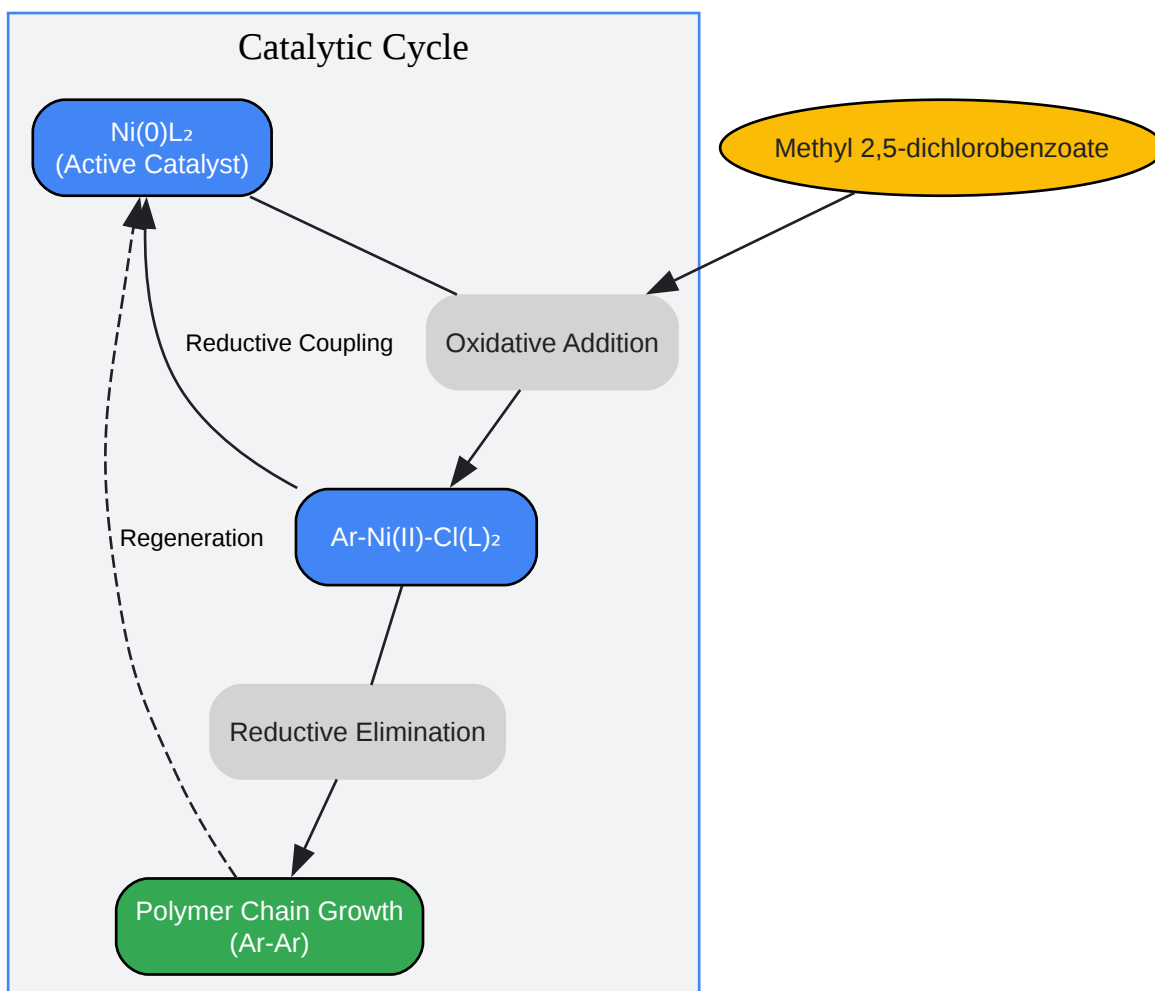 Catalytic Cycle
Ni(0)L₂
(Active Catalyst)
Methyl 2,5-dichlorobenzoate
Reductive Coupling
Oxidative Addition
Regeneration
Ar-Ni(II)-Cl(L)₂
Reductive Elimination
Polymer Chain Growth
(Ar-Ar)